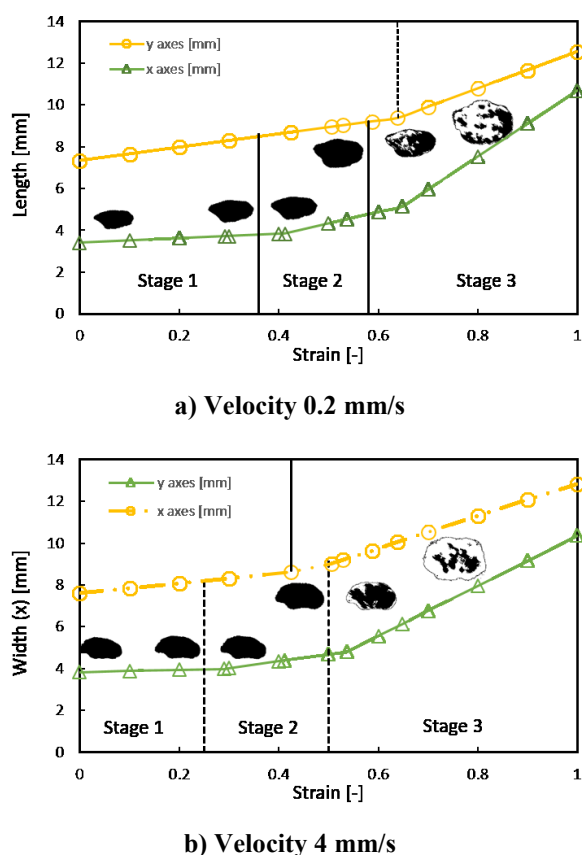 14
12
10
8
6
4
2
0
Length [mm]
y axes [mm]
x axes [mm]
Stage 1
Stage 2
Stage 3
0 0.2 0.4 0.6 0.8 1
Strain [-]
a) Velocity 0.2 mm/s
14
12
10
8
6
4
2
0
Width (x) [mm]
y axes [mm]
x axes [mm]
Stage 1
Stage 2
Stage 3
0 0.2 0.4 0.6 0.8 1
Strain [-]
b) Velocity 4 mm/s